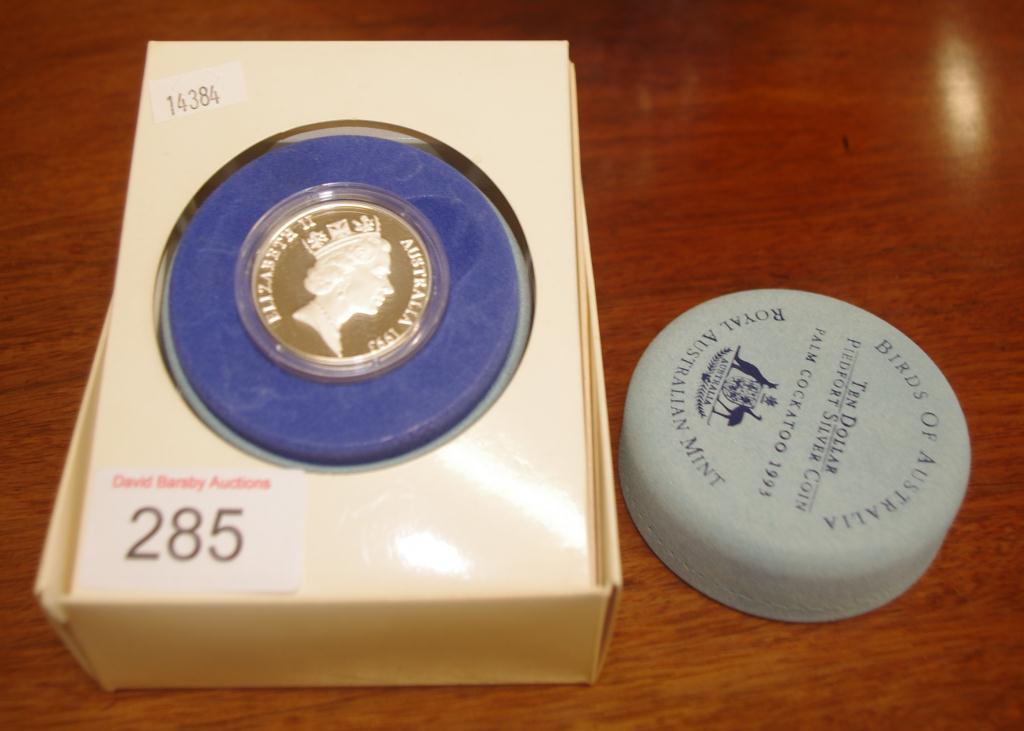 14384
ELIZABETH II
AUSTRALIA 1993
David Barsby Auctions
285
BIRDS OF AUSTRALIA
TEN DOLLAR
PIEDFORT SILVER COIN
PALM COCKATOO 1993
AUSTRALIA
ROYAL AUSTRALIAN MINT